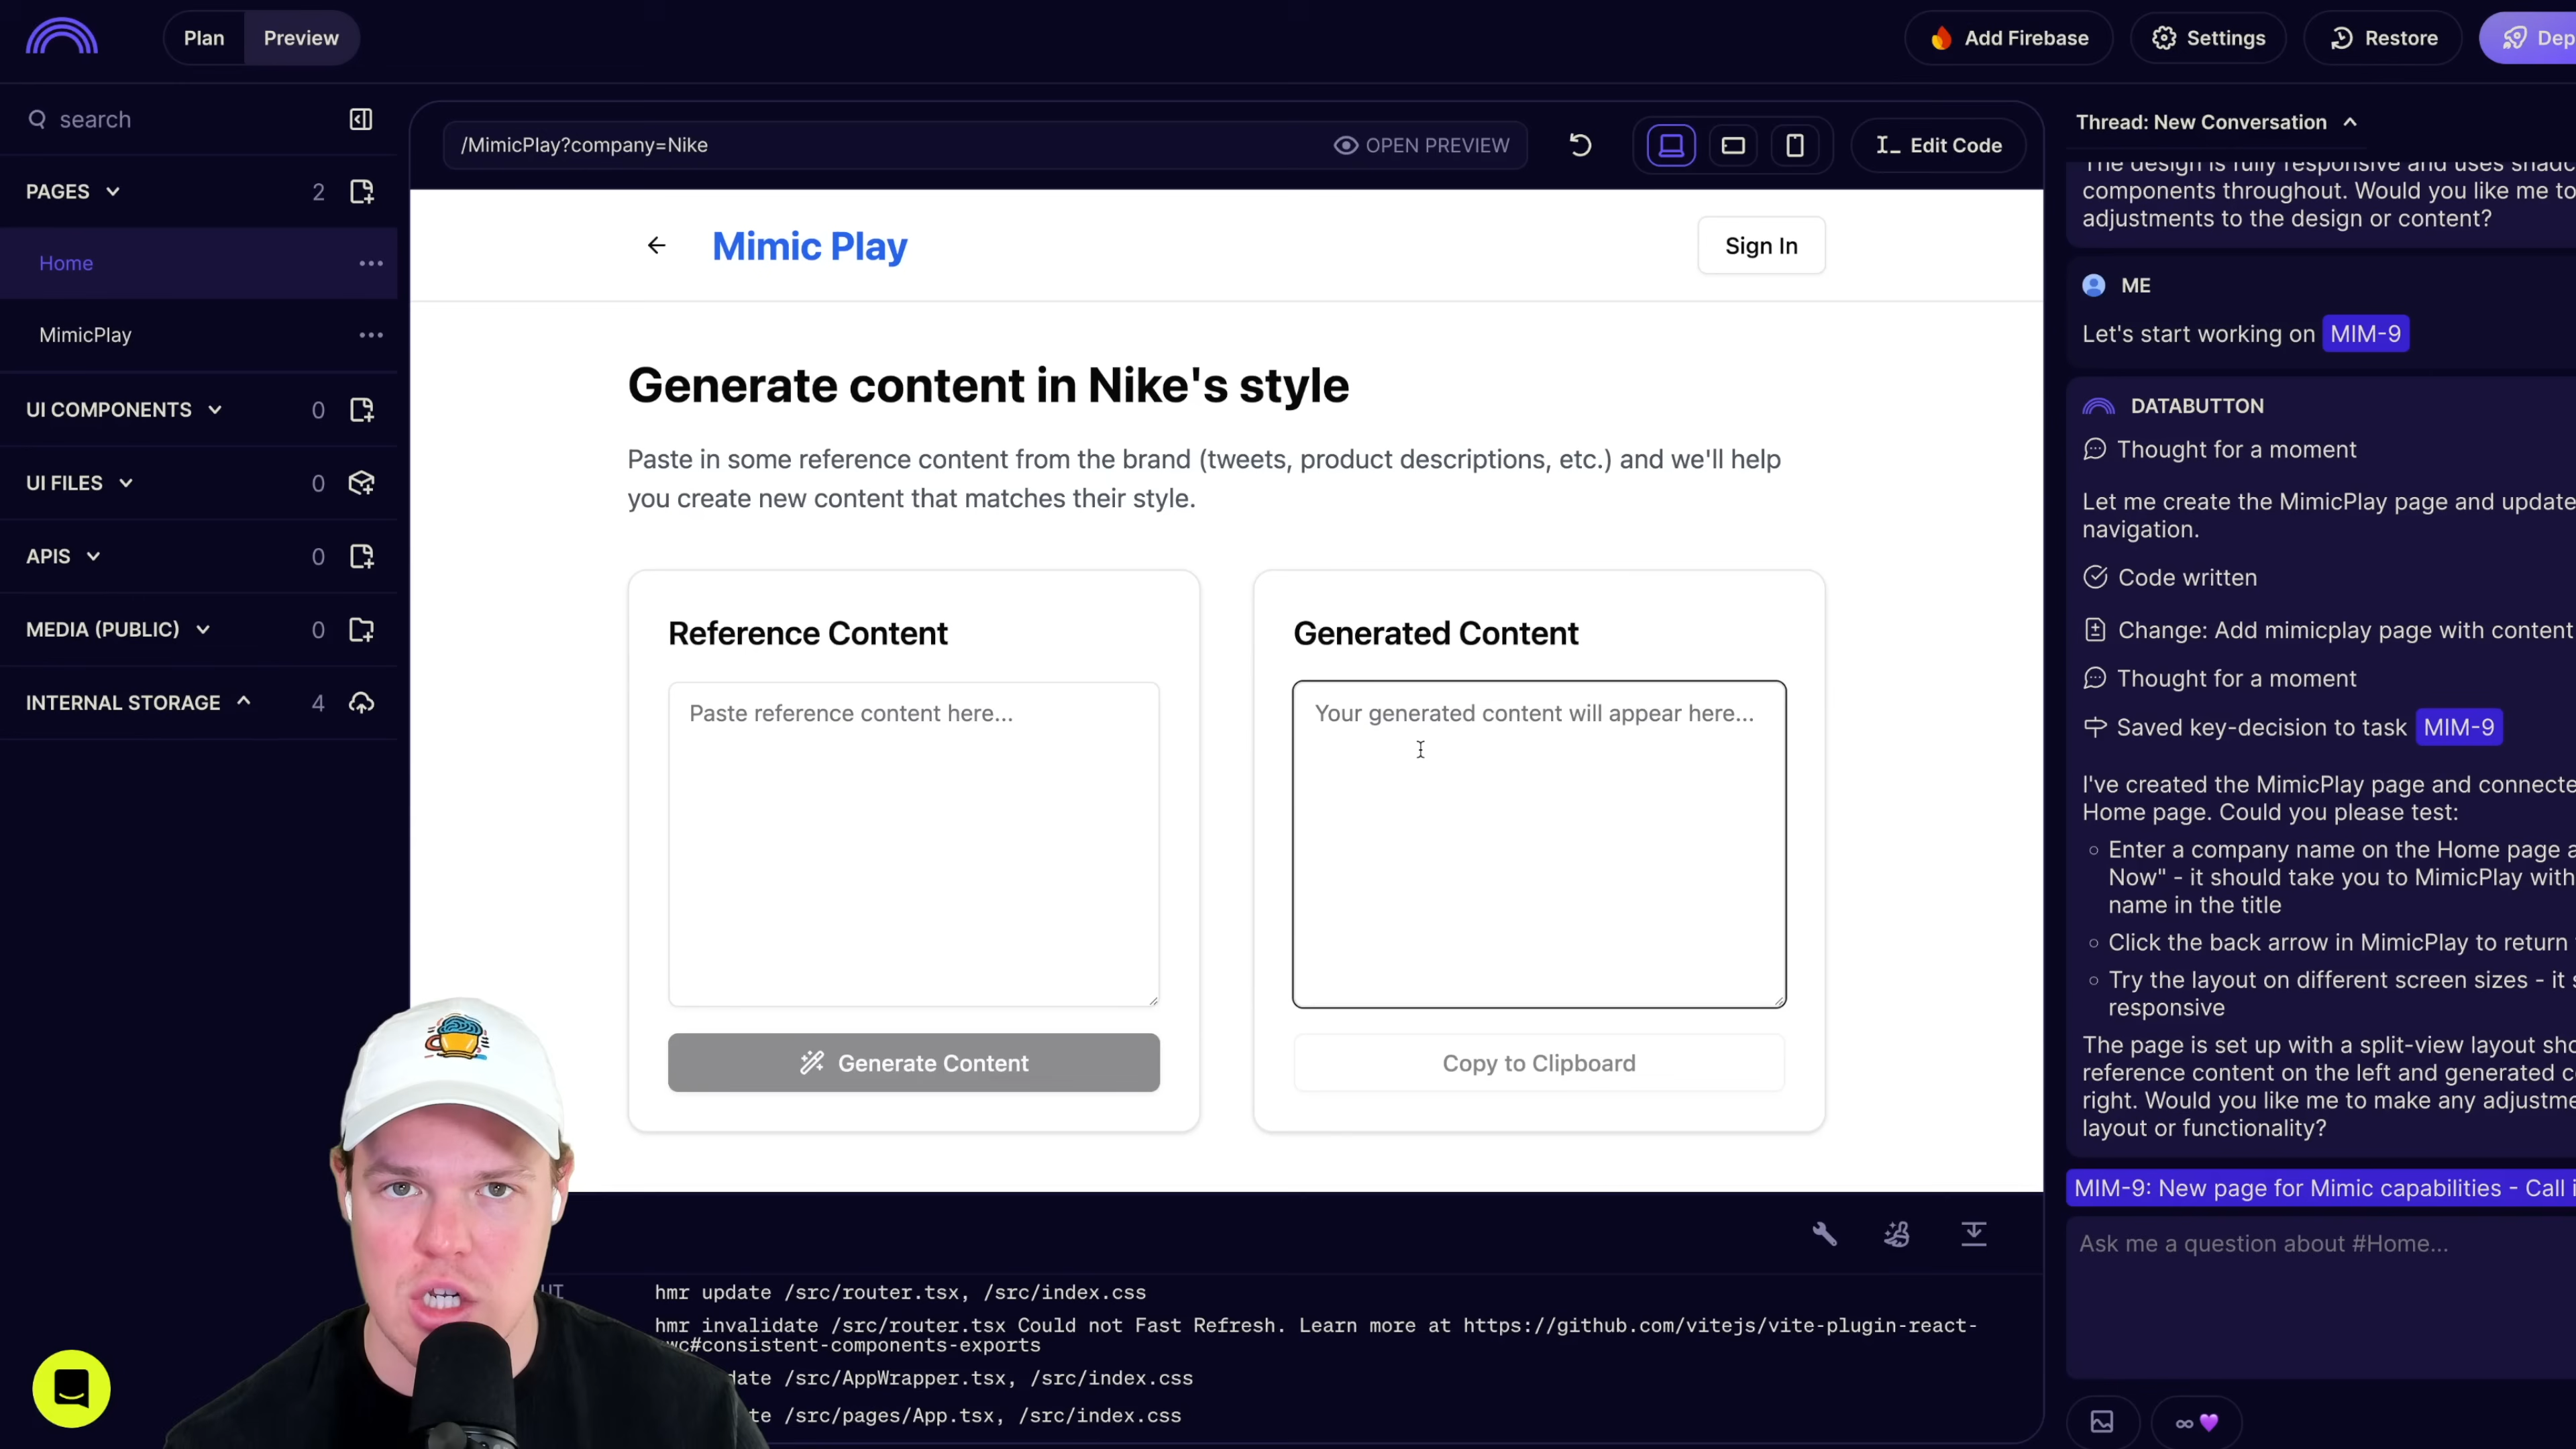 Plan
Preview
Add Firebase
Settings
Restore
Dep
search
PAGES 2
Home
MimicPlay
UI COMPONENTS 0
UI FILES 0
APIS 0
MEDIA (PUBLIC) 0
INTERNAL STORAGE 4
/MimicPlay?company=Nike
OPEN PREVIEW
Edit Code
Mimic Play
Sign In
Generate content in Nike's style
Paste in some reference content from the brand (tweets, product descriptions, etc.) and we'll help
you create new content that matches their style.
Reference Content
Paste reference content here...
Generate Content
Generated Content
Your generated content will appear here...
Copy to Clipboard
hmr update /src/router.tsx, /src/index.css
hmr invalidate /src/router.tsx Could not Fast Refresh. Learn more at https://github.com/vitejs/vite-plugin-react-
wc#consistent-components-exports
date /src/AppWrapper.tsx, /src/index.css
te /src/pages/App.tsx, /src/index.css
Thread: New Conversation
The design is fully responsive and uses shadc
components throughout. Would you like me to
adjustments to the design or content?
ME
Let's start working on MIM-9
DATABUTTON
Thought for a moment
Let me create the MimicPlay page and update
navigation.
Code written
Change: Add mimicplay page with content
Thought for a moment
Saved key-decision to task MIM-9
I've created the MimicPlay page and connecte
Home page. Could you please test:
Enter a company name on the Home page a
Now" - it should take you to MimicPlay with
name in the title
Click the back arrow in MimicPlay to return
Try the layout on different screen sizes - it s
responsive
The page is set up with a split-view layout sho
reference content on the left and generated c
right. Would you like me to make any adjustme
layout or functionality?
MIM-9: New page for Mimic capabilities - Call i
Ask me a question about #Home...